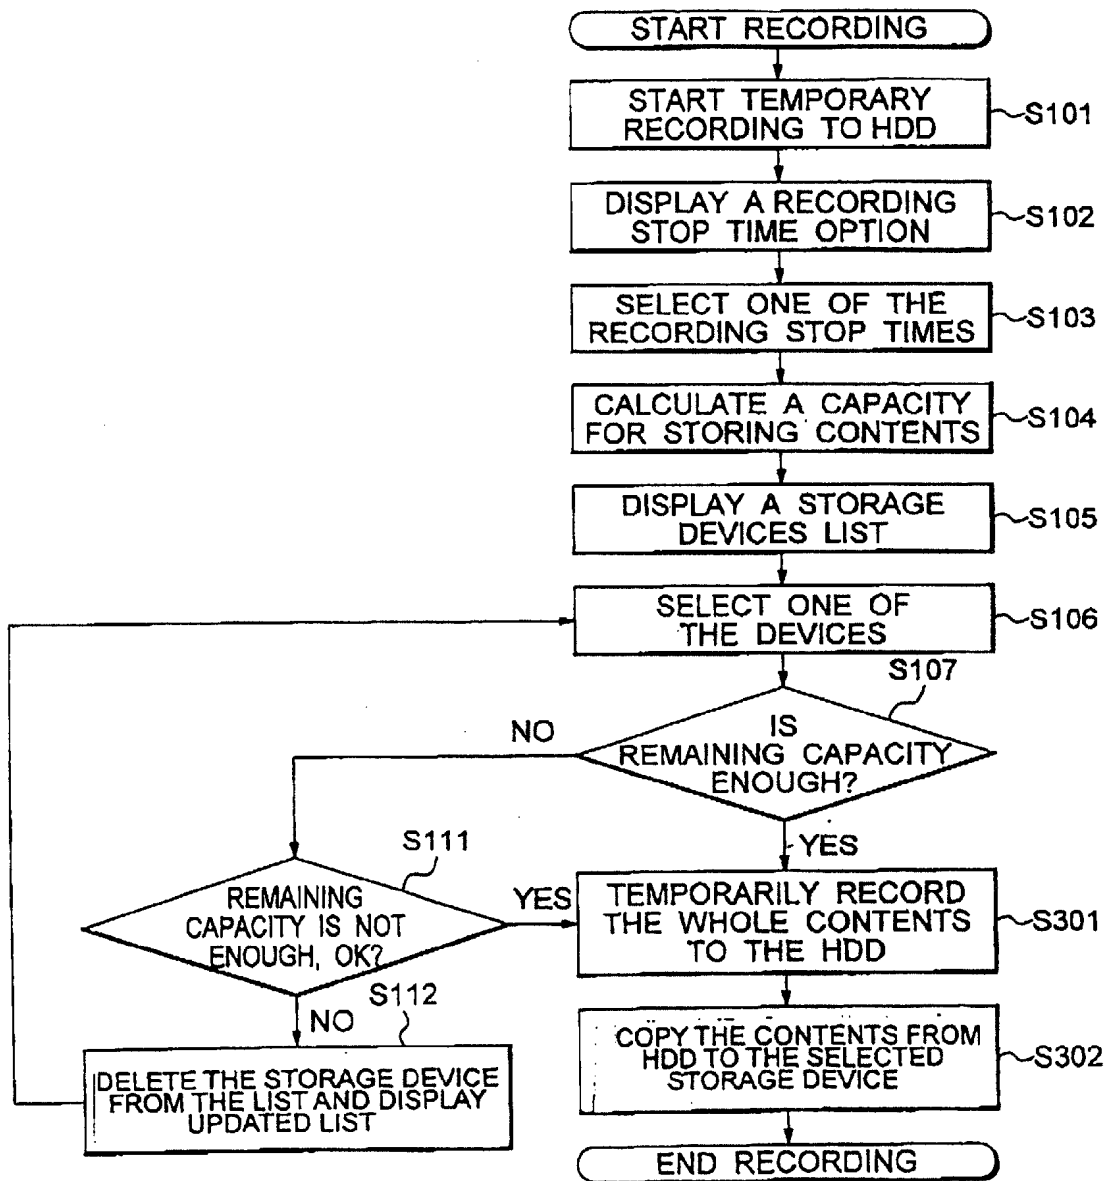 START RECORDING
START TEMPORARY
RECORDING TO HDD
S101
DISPLAY A RECORDING
STOP TIME OPTION
S102
SELECT ONE OF THE
RECORDING STOP TIMES
S103
CALCULATE A CAPACITY
FOR STORING CONTENTS
S104
DISPLAY A STORAGE
DEVICES LIST
S105
SELECT ONE OF
THE DEVICES
S106
S107
IS
REMAINING CAPACITY
ENOUGH?
NO
YES
S111
REMAINING
CAPACITY IS NOT
ENOUGH, OK?
YES
NO
TEMPORARILY RECORD
THE WHOLE CONTENTS
TO THE HDD
S301
S112
DELETE THE STORAGE DEVICE
FROM THE LIST AND DISPLAY
UPDATED LIST
COPY THE CONTENTS FROM
HDD TO THE SELECTED
STORAGE DEVICE
S302
END RECORDING